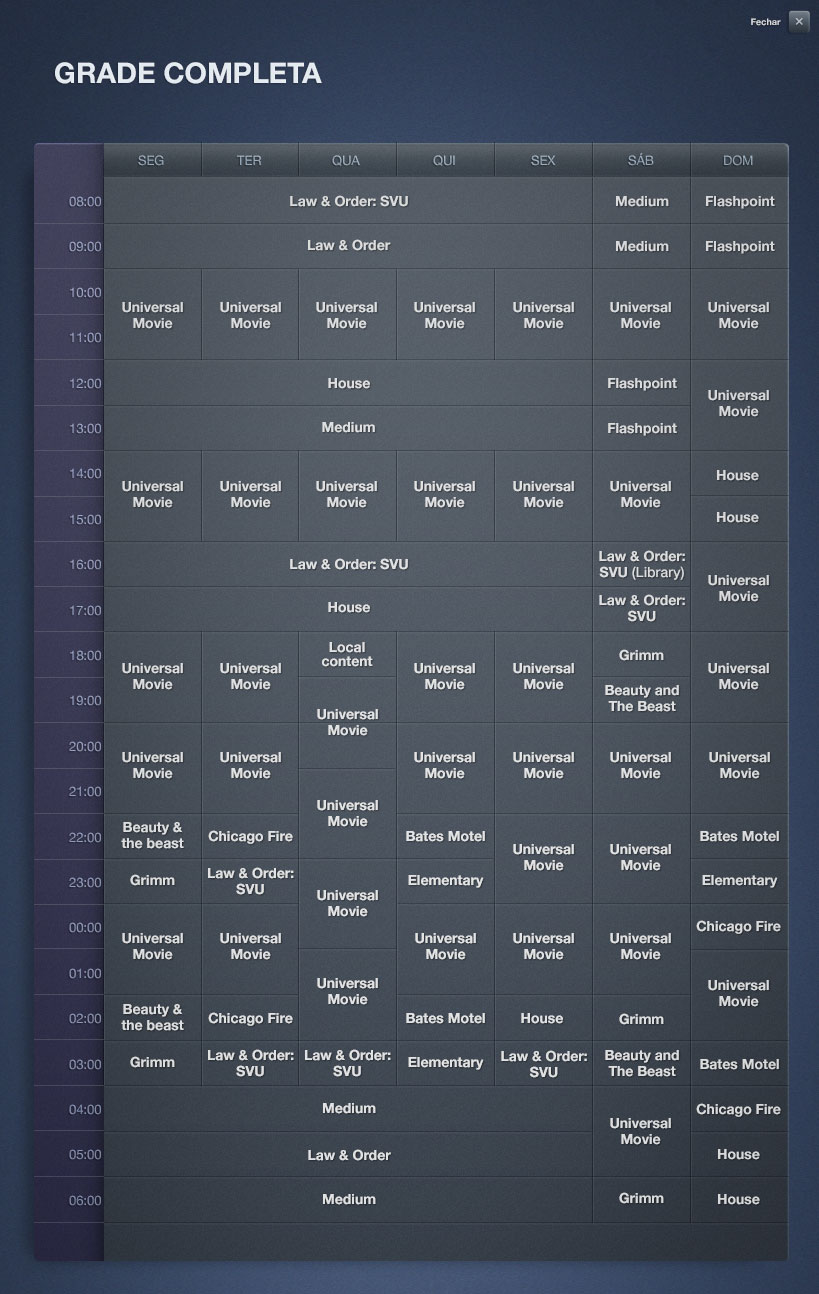 Fechar
GRADE COMPLETA
SEG TER QUA QUI SEX SÁB DOM
08:00 Law & Order: SVU Medium Flashpoint
09:00 Law & Order Medium Flashpoint
10:00
Universal Universal Universal Universal Universal Universal Universal
Movie Movie Movie Movie Movie Movie Movie
11:00
12:00 House Flashpoint
Universal
Movie
13:00 Medium Flashpoint
14:00 House
Universal Universal Universal Universal Universal Universal
Movie Movie Movie Movie Movie Movie
15:00 House
16:00 Law & Order: SVU Law & Order:
SVU (Library)
Universal
Movie
17:00 House Law & Order:
SVU
18:00 Local
content
Grimm
Universal Universal Universal Universal Universal
Movie Movie Movie Movie Movie
19:00 Beauty and
The Beast
Universal
Movie
20:00
Universal Universal Universal Universal Universal Universal
Movie Movie Movie Movie Movie Movie
21:00
Universal
Movie
22:00 Beauty &
the beast
Chicago Fire Bates Motel Bates Motel
Universal Universal
Movie Movie
23:00 Grimm Law & Order:
SVU
Elementary Elementary
Universal
Movie
00:00 Chicago Fire
Universal Universal Universal Universal Universal
Movie Movie Movie Movie Movie
01:00
Universal Universal
Movie Movie
02:00 Beauty &
the beast
Chicago Fire Bates Motel House Grimm
03:00 Grimm Law & Order:
SVU
Law & Order:
SVU
Elementary Law & Order:
SVU
Beauty and
The Beast
Bates Motel
04:00 Medium Chicago Fire
Universal
Movie
05:00 Law & Order House
06:00 Medium Grimm House